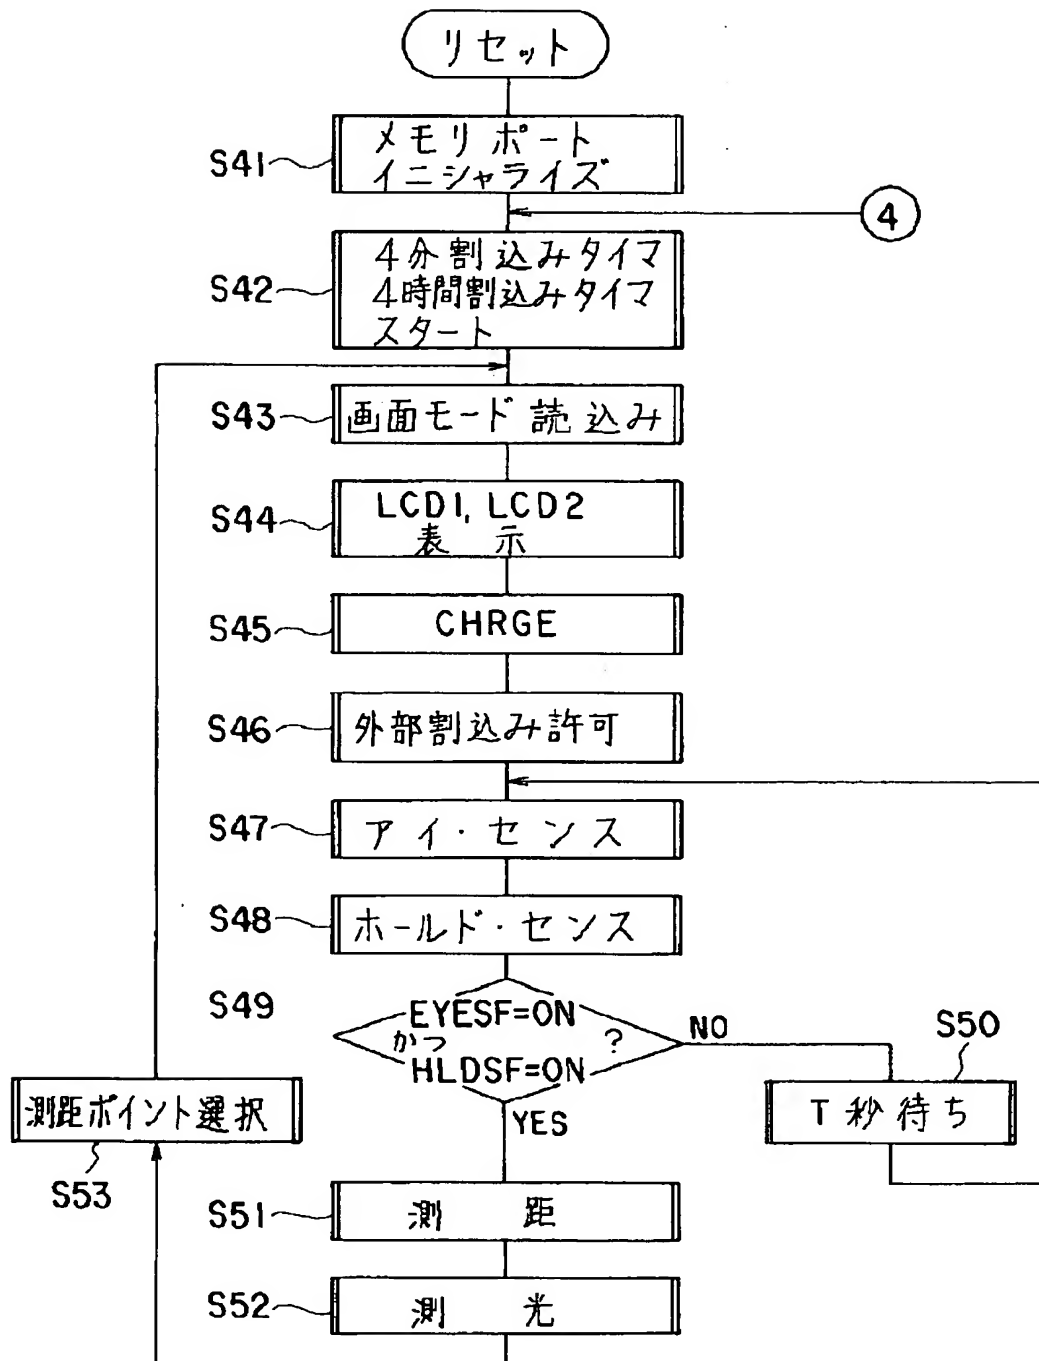 リセット
S41
メモリポート
イニシャライズ
4
S42
4分割込みタイマ
4時間割込みタイマ
スタート
S43
画面モード読込み
S44
LCD1, LCD2
表示
S45
CHRGE
S46
外部割込み許可
S47
アイ・センス
S48
ホールド・センス
S49
EYESF=ON
かつ
HLDSF=ON
?
NO
YES
S50
T秒待ち
測距ポイント選択
S53
S51
測距
S52
測光